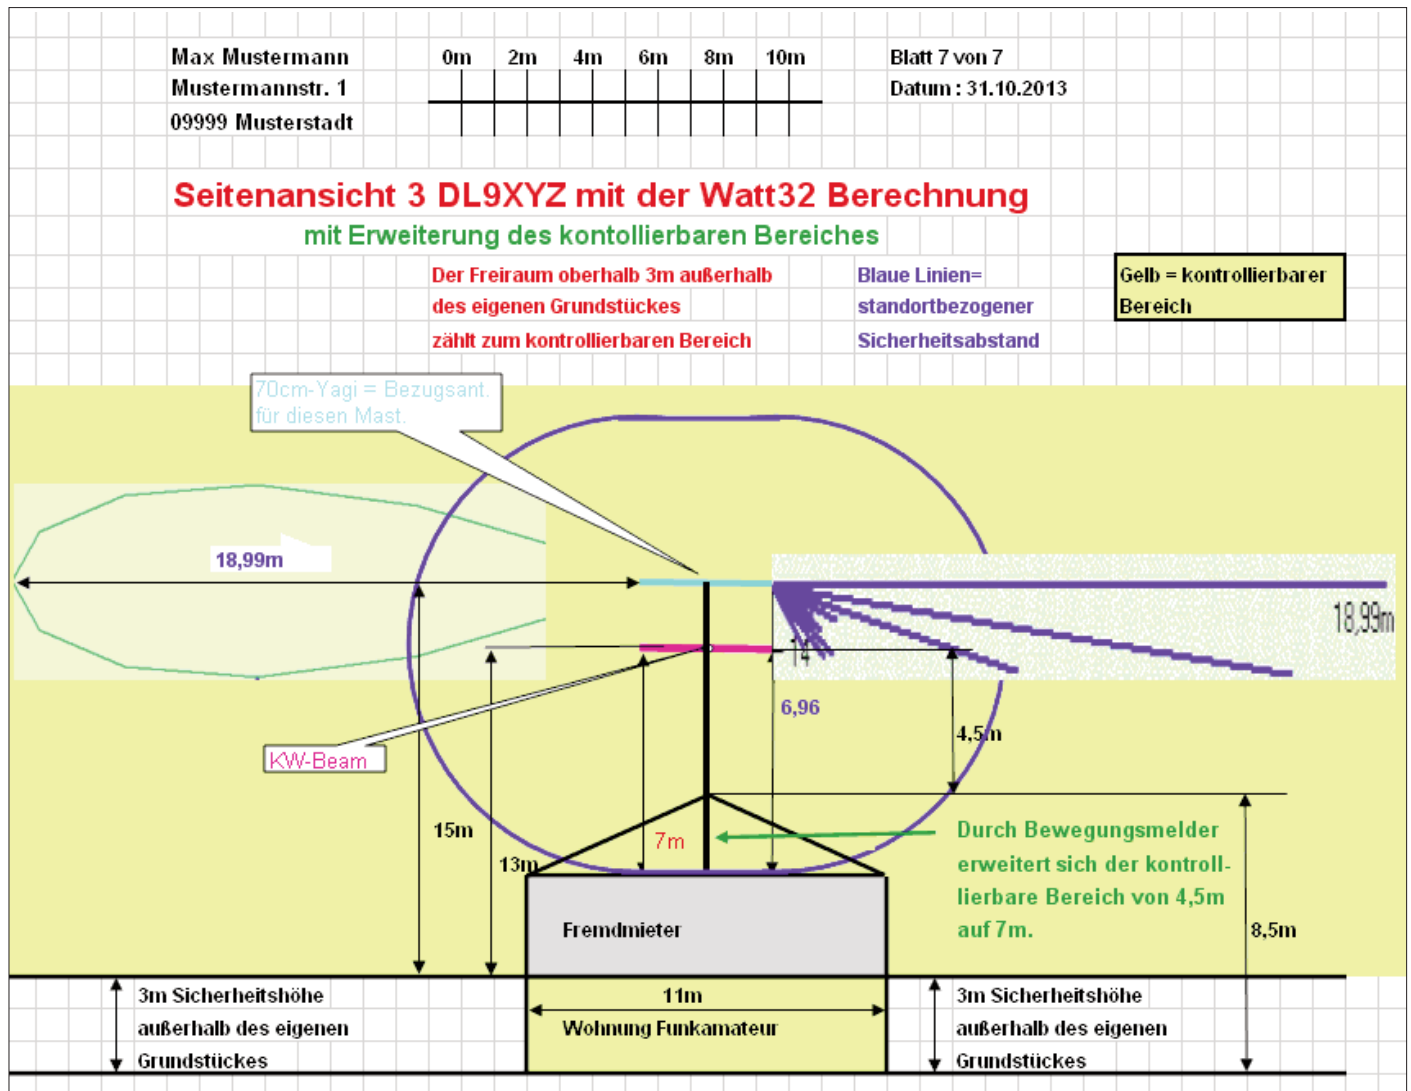 Max Mustermann
Mustermannstr. 1
09999 Musterstadt
0m 2m 4m 6m 8m 10m
Blatt 7 von 7
Datum : 31.10.2013
Seitenansicht 3 DL9XYZ mit der Watt32 Berechnung
mit Erweiterung des kontollierbaren Bereiches
Der Freiraum oberhalb 3m außerhalb
des eigenen Grundstückes
zählt zum kontrollierbaren Bereich
Blaue Linien=
standortbezogener
Sicherheitsabstand
Gelb = kontrollierbarer
Bereich
70cm-Yagi = Bezugsant.
für diesen Mast.
18,99m
18,99m
14
6,96
4,5m
KW-Beam
15m
13m
7m
Durch Bewegungsmelder
erweitert sich der kontroll-
lierbare Bereich von 4,5m
auf 7m.
8,5m
Fremdmieter
11m
Wohnung Funkamateur
3m Sicherheitshöhe
außerhalb des eigenen
Grundstückes
3m Sicherheitshöhe
außerhalb des eigenen
Grundstückes